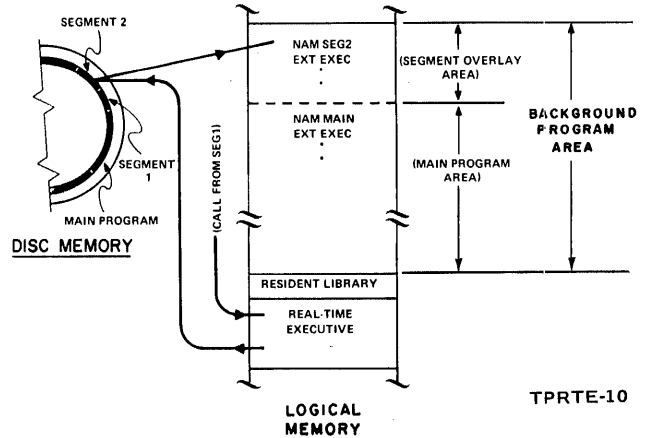 SEGMENT 2
SEGMENT
1
MAIN PROGRAM
DISC MEMORY
(CALL FROM SEG1)
NAM SEG2
EXT EXEC
NAM MAIN
EXT EXEC
RESIDENT LIBRARY
REAL-TIME
EXECUTIVE
LOGICAL
MEMORY
(SEGMENT OVERLAY
AREA)
(MAIN PROGRAM
AREA)
BACKGROUND
PROGRAM
AREA
TPRTE-10